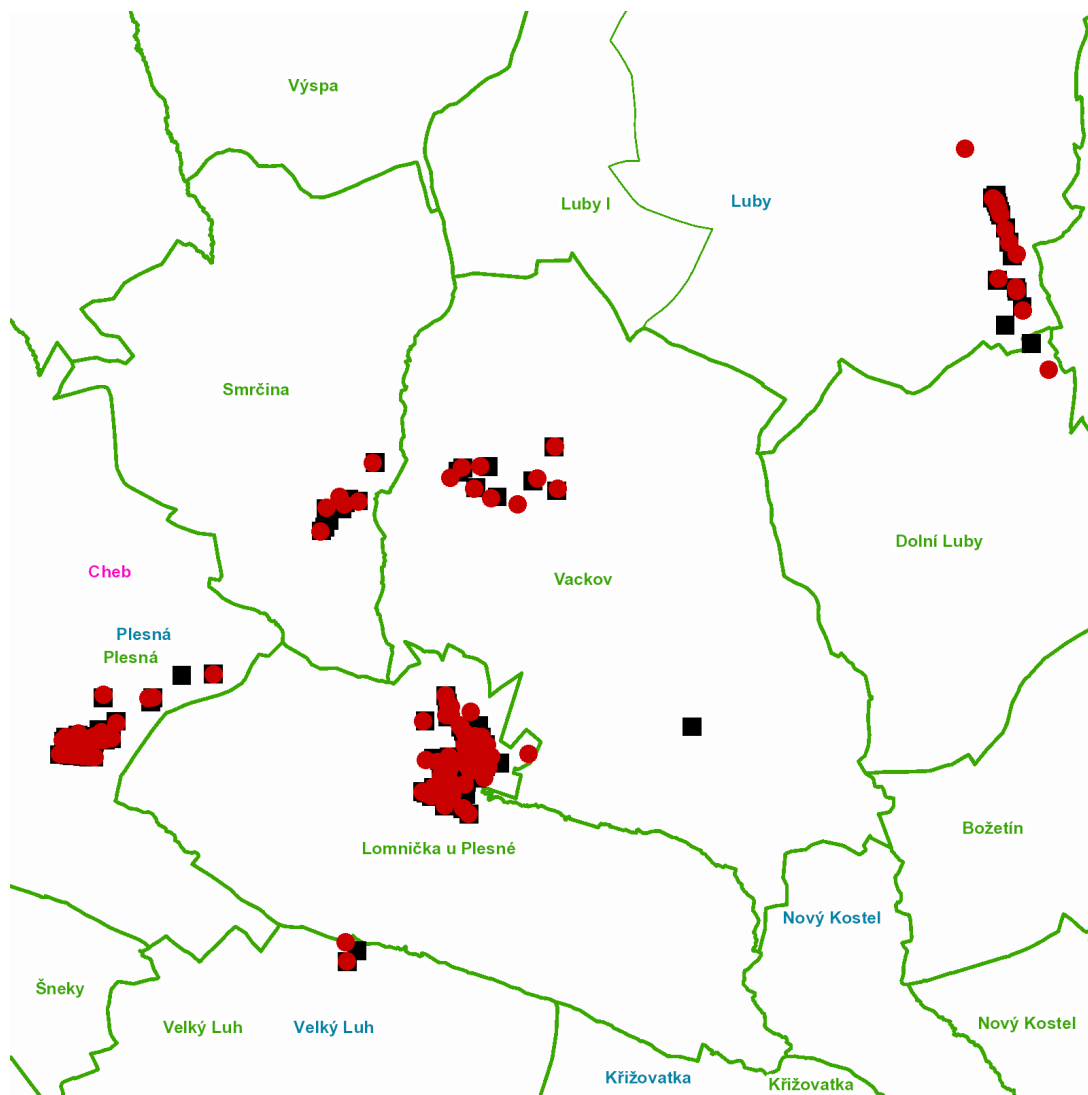 Výspa
Luby I
Luby
Smrčina
Dolní Luby
Cheb
Vackov
Plesná
Plesná
Božetín
Lomnička u Plesné
Nový Kostel
Šneky
Velký Luh
Velký Luh
Nový Kostel
Křižovatka
Křižovatka